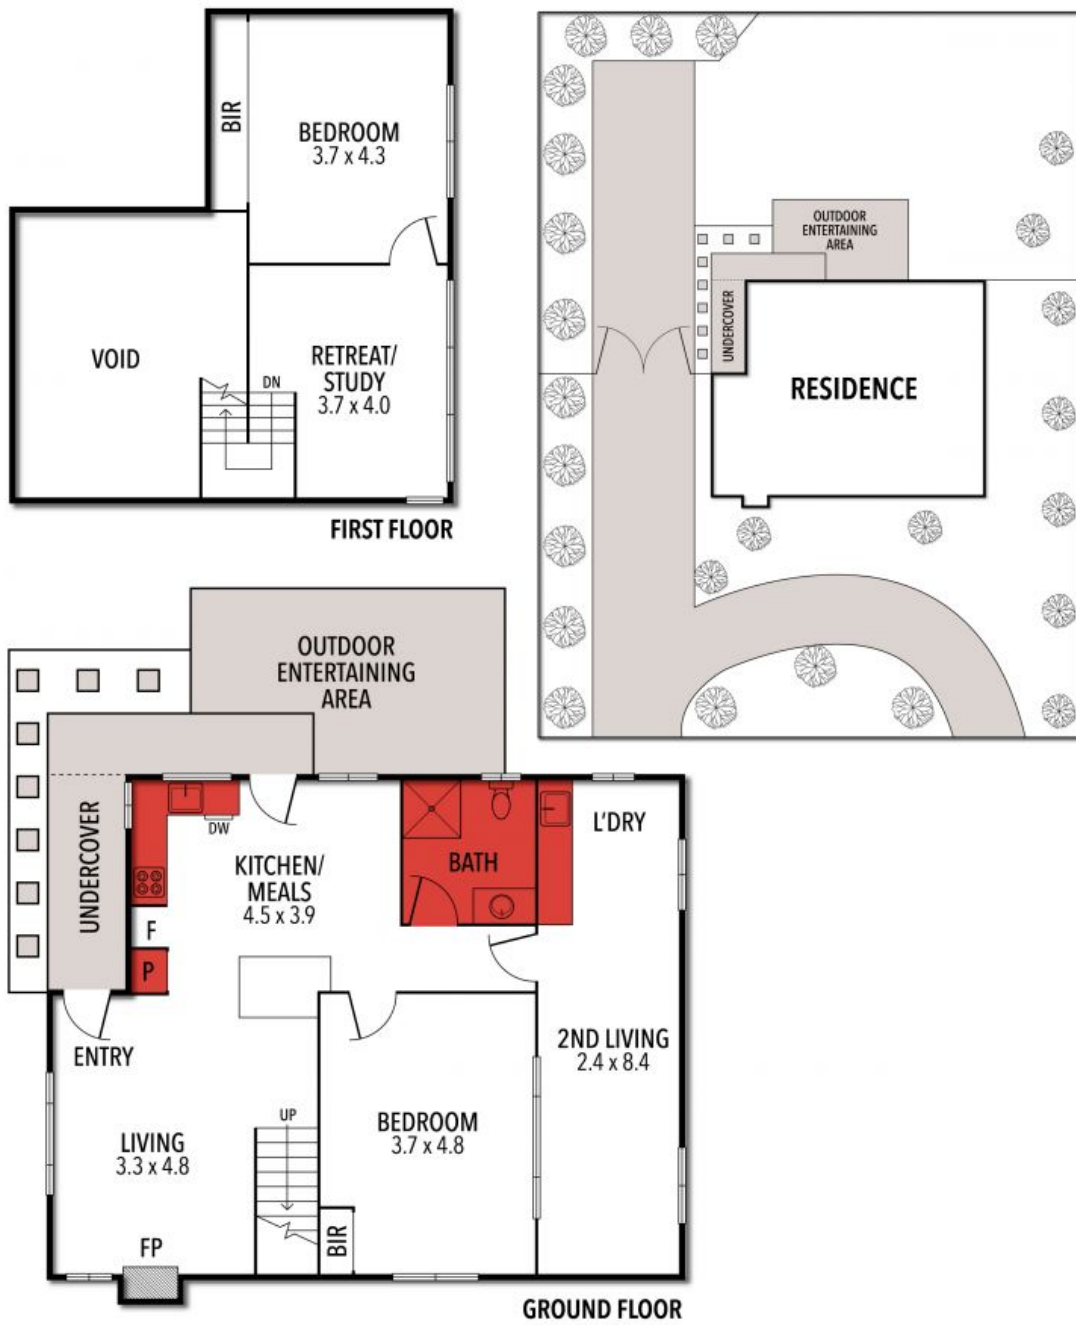 BIR
BEDROOM
3.7 x 4.3
VOID
RETREAT/
STUDY
3.7 x 4.0
DN
FIRST FLOOR
OUTDOOR
ENTERTAINING
AREA
UNDERCOVER
RESIDENCE
OUTDOOR
ENTERTAINING
AREA
UNDERCOVER
DW
KITCHEN/
MEALS
4.5 x 3.9
BATH
L'DRY
F
P
ENTRY
2ND LIVING
2.4 x 8.4
LIVING
3.3 x 4.8
UP
BEDROOM
3.7 x 4.8
BIR
FP
GROUND FLOOR